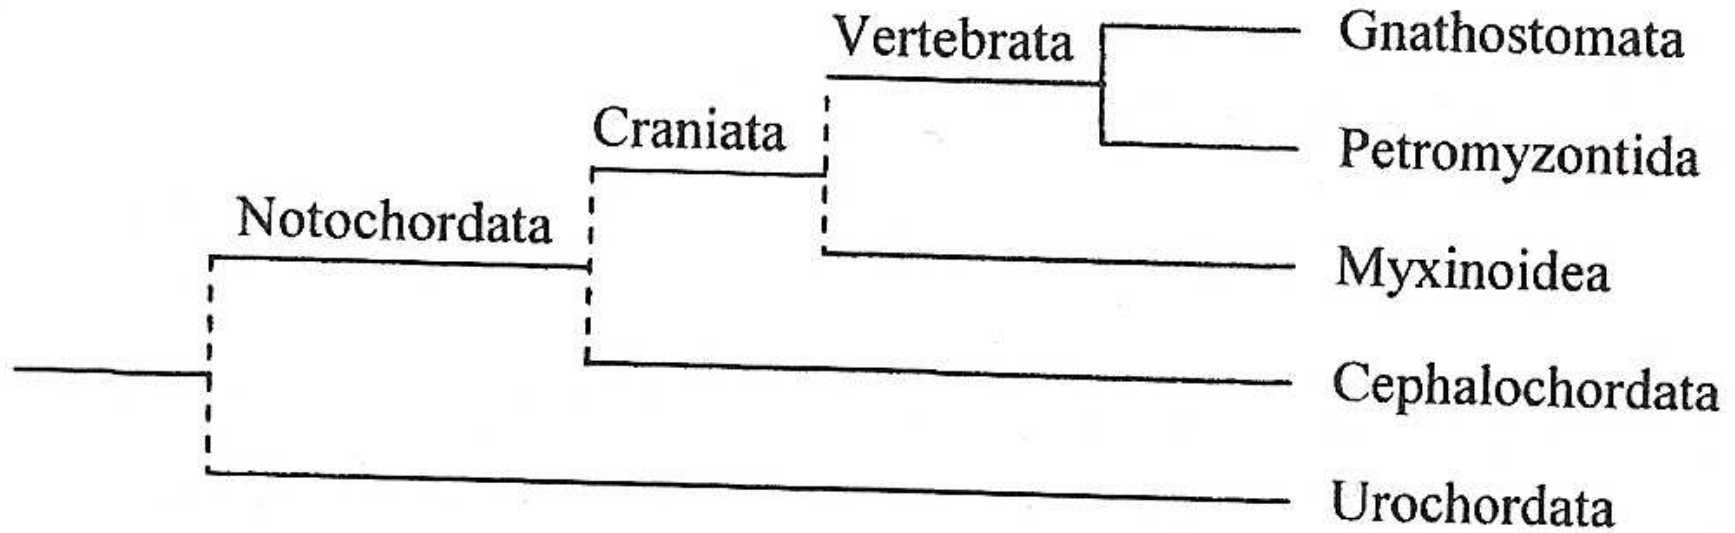 Vertebrata
Gnathostomata
Craniata
Petromyzontida
Notochordata
Myxinoidea
Cephalochordata
Urochordata